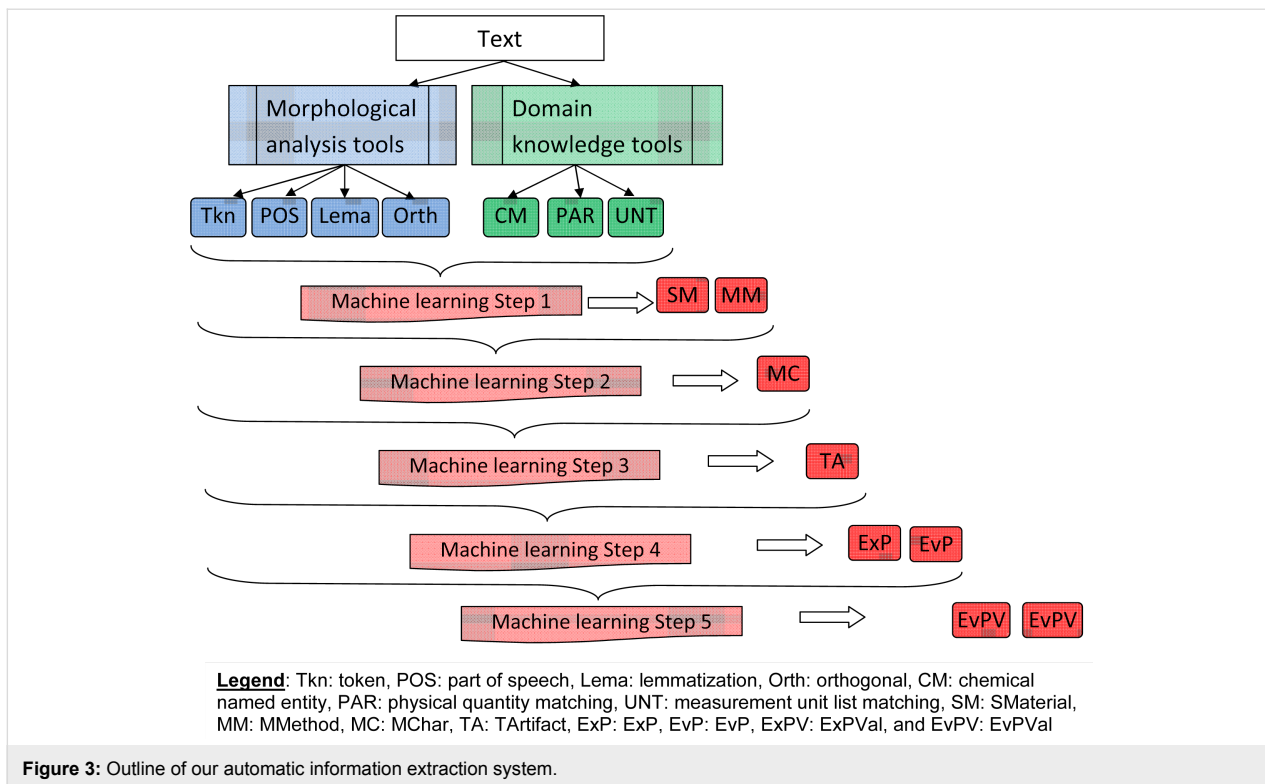 Text
Morphological
analysis tools
Domain
knowledge tools
Tkn POS Lema Orth CM PAR UNT
Machine learning Step 1 SM MM
Machine learning Step 2 MC
Machine learning Step 3 TA
Machine learning Step 4 ExP EvP
Machine learning Step 5 EvPV EvPV
Legend: Tkn: token, POS: part of speech, Lema: lemmatization, Orth: orthogonal, CM: chemical
named entity, PAR: physical quantity matching, UNT: measurement unit list matching, SM: SMaterial,
MM: MMethod, MC: MChar, TA: TArtifact, ExP: ExP, EvP: EvP, ExPV: ExPVal, and EvPV: EvPVal
Figure 3: Outline of our automatic information extraction system.